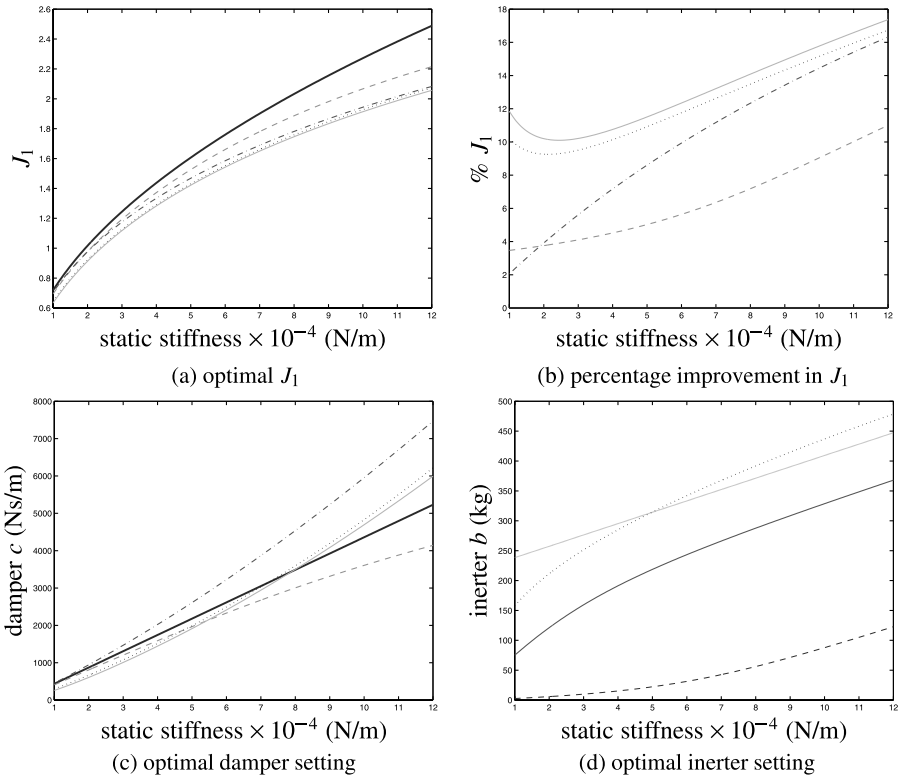 2.6
2.4
2.2
2
1.8
1.6
1.4
1.2
1
0.8
0.6
J₁
1 2 3 4 5 6 7 8 9 10 11 12
static stiffness × 10⁻⁴ (N/m)
(a) optimal J₁
18
16
14
12
10
8
6
4
2
0
% J₁
1 2 3 4 5 6 7 8 9 10 11 12
static stiffness × 10⁻⁴ (N/m)
(b) percentage improvement in J₁
8000
7000
6000
5000
4000
3000
2000
1000
0
damper c (Ns/m)
1 2 3 4 5 6 7 8 9 10 11 12
static stiffness × 10⁻⁴ (N/m)
(c) optimal damper setting
500
450
400
350
300
250
200
150
100
50
0
inerter b (kg)
1 2 3 4 5 6 7 8 9 10 11 12
static stiffness × 10⁻⁴ (N/m)
(d) optimal inerter setting